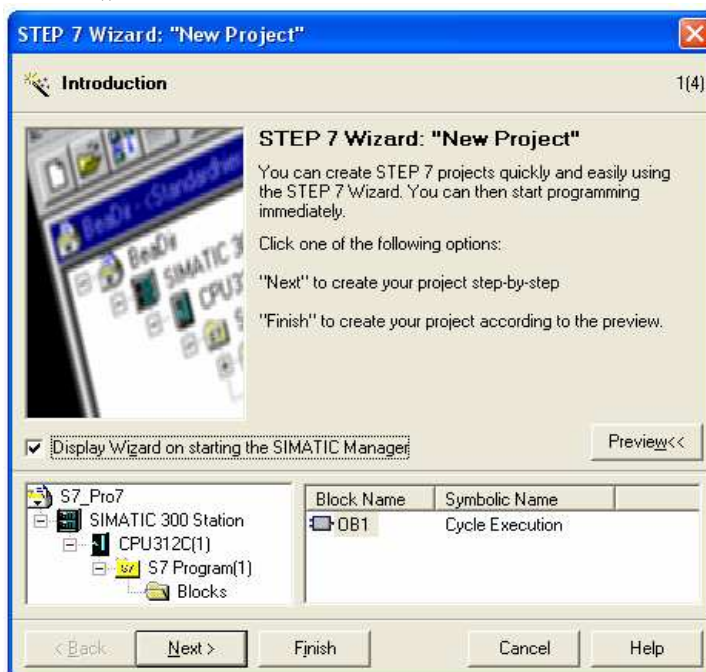 STEP 7 Wizard: "New Project"
Introduction
1(4)
STEP 7 Wizard: "New Project"
You can create STEP 7 projects quickly and easily using
the STEP 7 Wizard. You can then start programming
immediately.
Click one of the following options:
"Next" to create your project step-by-step
"Finish" to create your project according to the preview.
BeaDir
SIMATIC 3
CPU3
Display Wizard on starting the SIMATIC Manager
Preview<<
S7_Pro7
SIMATIC 300 Station
CPU312C(1)
S7 Program(1)
Blocks
Block Name Symbolic Name
OB1 Cycle Execution
< Back Next > Finish Cancel Help